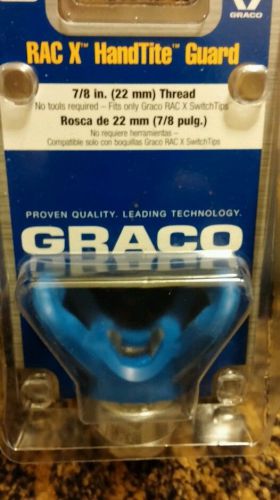 GRACO
RAC X™ HandTite™ Guard
7/8 in. (22 mm) Thread
No tools required – Fits only Graco RAC X SwitchTips
Rosca de 22 mm (7/8 pulg.)
No requiere herramientas –
Compatible solo con boquillas Graco RAC X SwitchTips
PROVEN QUALITY. LEADING TECHNOLOGY.
GRACO